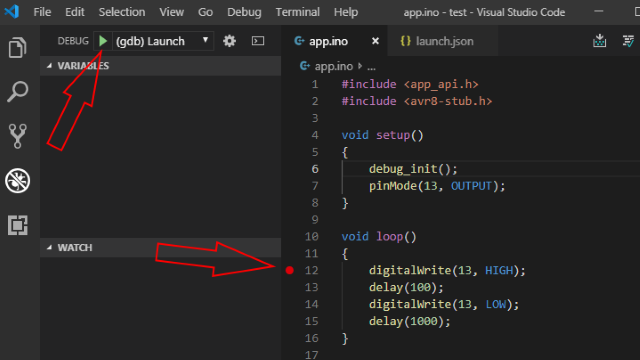 File Edit Selection View Go Debug Terminal Help app.ino - test - Visual Studio Code
DEBUG (gdb) Launch
app.ino
{} launch.json
app.ino > ...
VARIABLES
WATCH
1 #include <app_api.h>
2 #include <avr8-stub.h>
3
4 void setup()
5 {
6 debug_init();
7 pinMode(13, OUTPUT);
8 }
9
10 void loop()
11 {
12 digitalWrite(13, HIGH);
13 delay(100);
14 digitalWrite(13, LOW);
15 delay(1000);
16 }
17